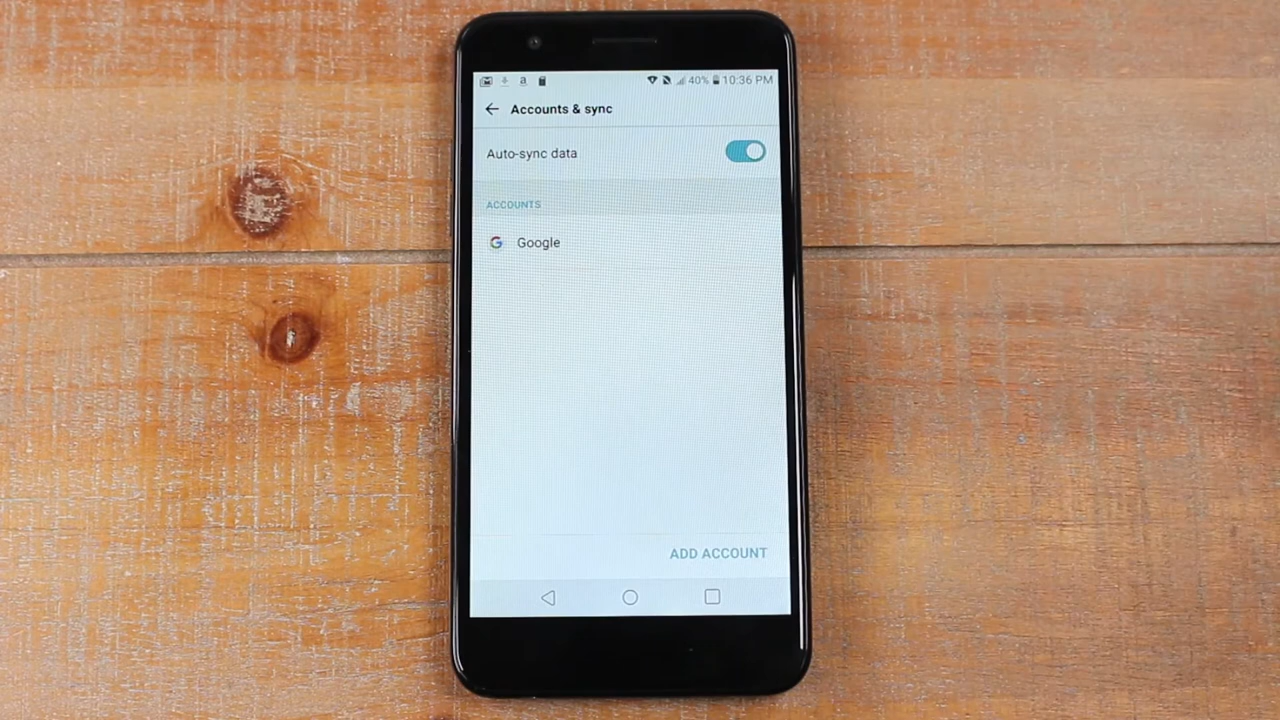 40% 10:36 PM
Accounts & sync
Auto-sync data
ACCOUNTS
Google
ADD ACCOUNT